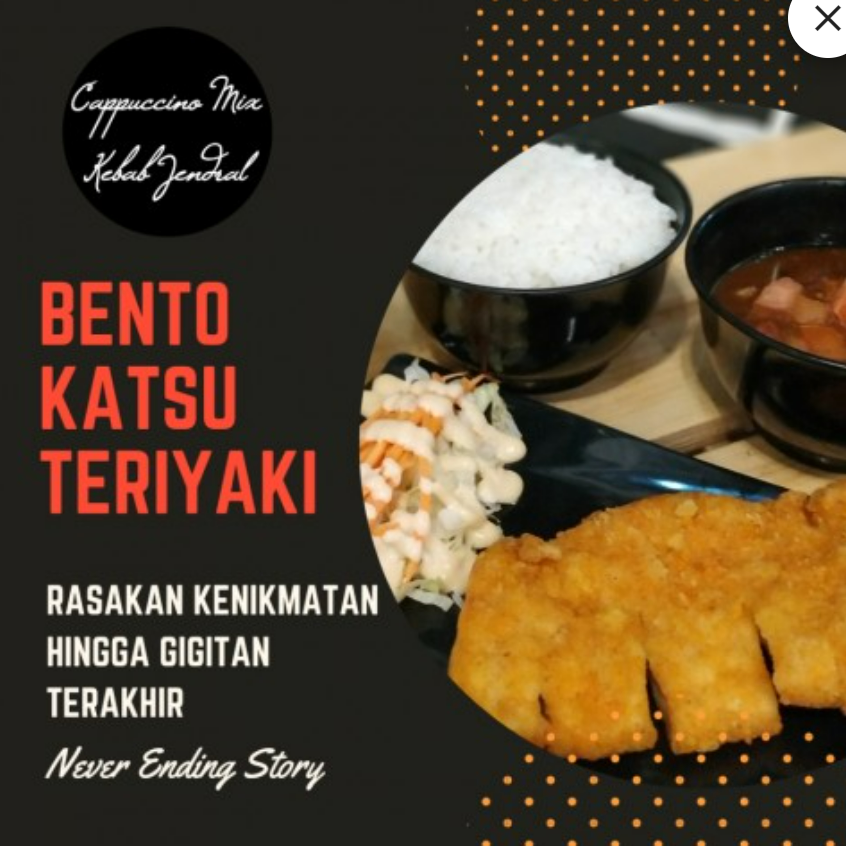 Cappuccino Mix
Kebab Jendral
BENTO
KATSU
TERIYAKI
RASAKAN KENIKMATAN
HINGGA GIGITAN
TERAKHIR
Never Ending Story